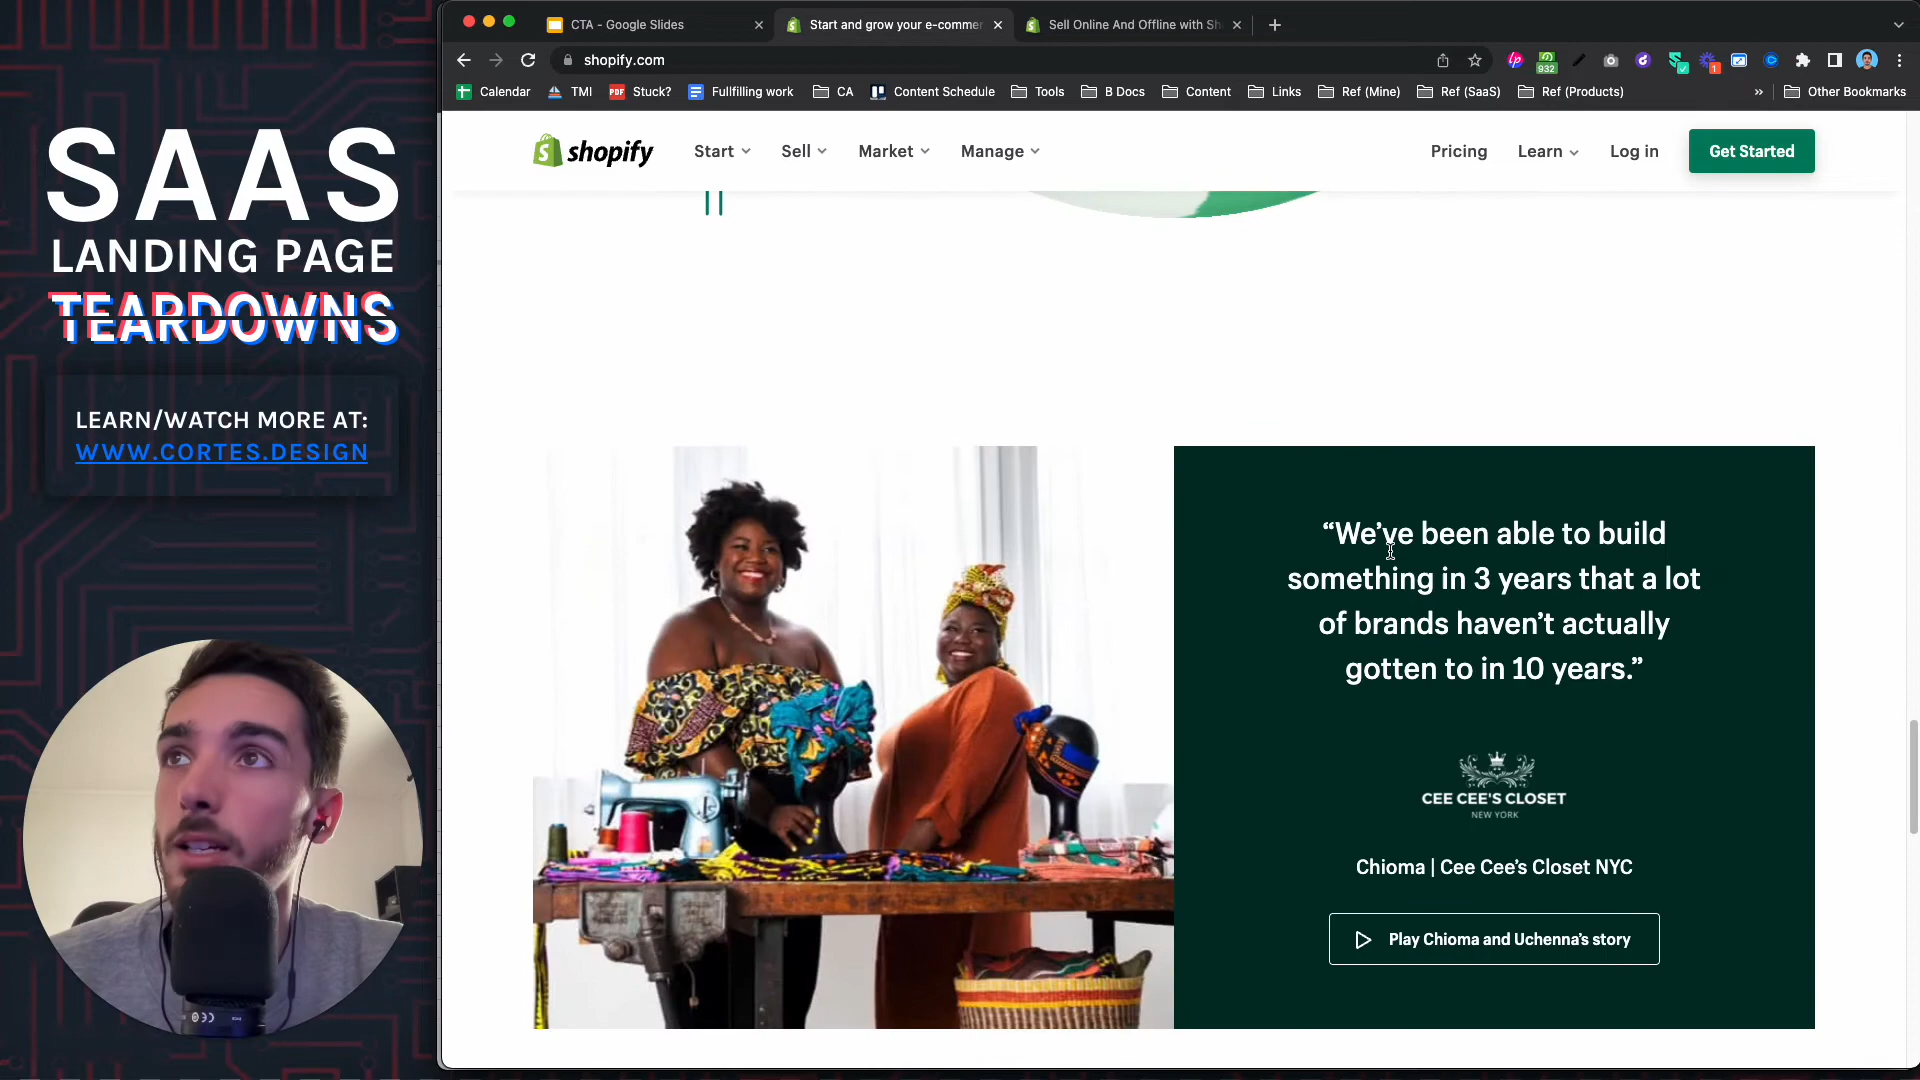 SAAS
LANDING PAGE
TEARDOWNS
LEARN/WATCH MORE AT:
WWW.CORTES.DESIGN
CTA - Google Slides
Start and grow your e-commer
Sell Online And Offline with Sh
shopify.com
932
1
Calendar
TMI
PDF
Stuck?
Fullfilling work
CA
Content Schedule
Tools
B Docs
Content
Links
Ref (Mine)
Ref (SaaS)
Ref (Products)
»
Other Bookmarks
shopify
Start
Sell
Market
Manage
Pricing
Learn
Log in
Get Started
“We’ve been able to build
something in 3 years that a lot
of brands haven’t actually
gotten to in 10 years.”
CEE CEE'S CLOSET
NEW YORK
Chioma | Cee Cee’s Closet NYC
Play Chioma and Uchenna’s story